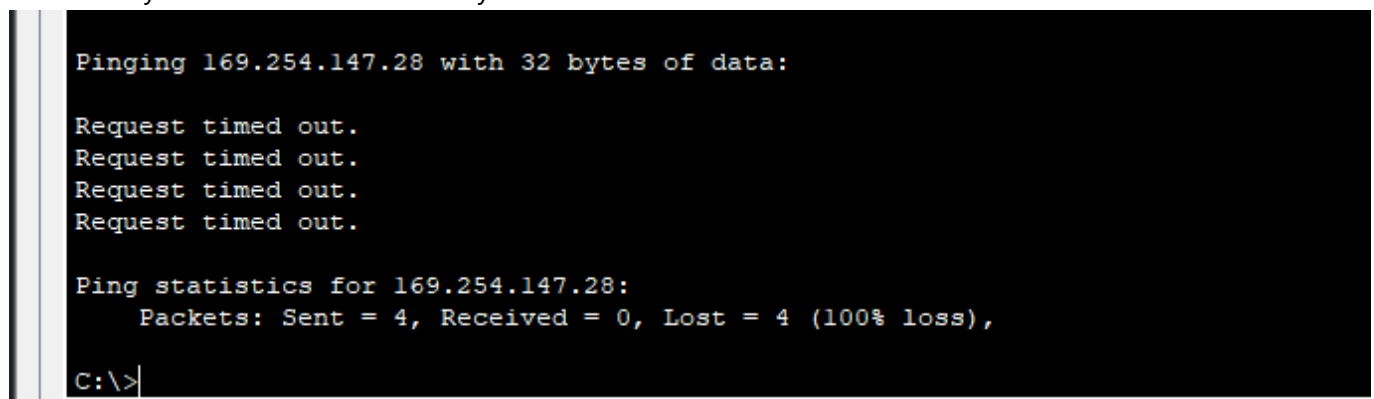 Pinging 169.254.147.28 with 32 bytes of data:
Request timed out.
Request timed out.
Request timed out.
Request timed out.
Ping statistics for 169.254.147.28:
Packets: Sent = 4, Received = 0, Lost = 4 (100% loss),
C:\>